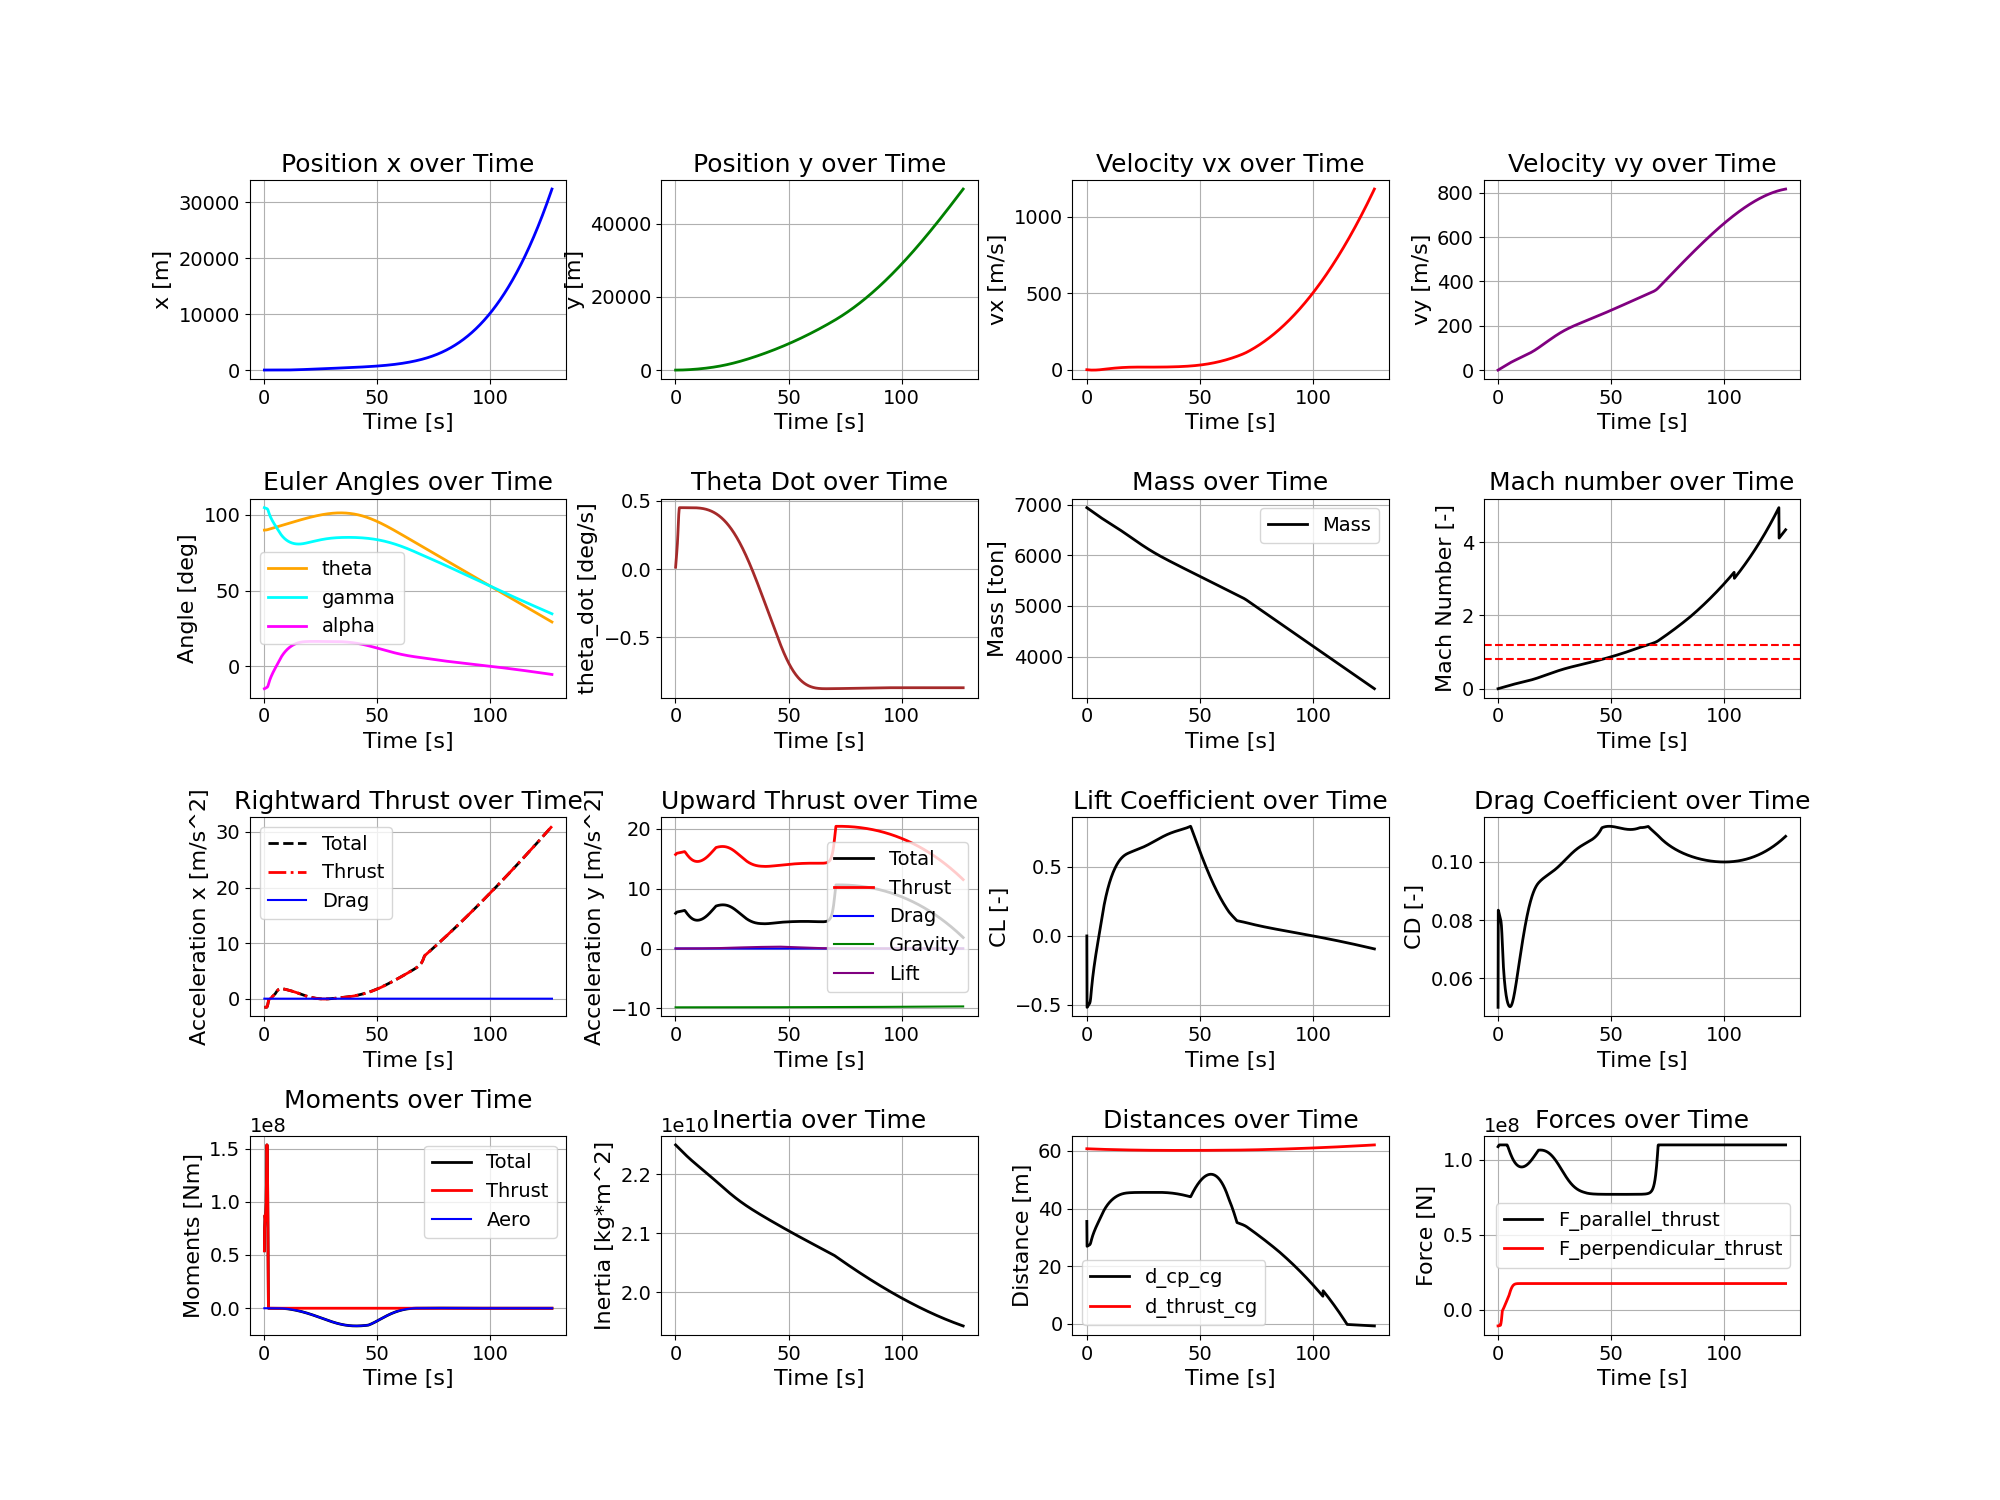 Position x over Time
x [m]
30000
20000
10000
0
0 50 100
Time [s]
Position y over Time
y [m]
40000
20000
0
0 50 100
Time [s]
Velocity vx over Time
vx [m/s]
1000
500
0
0 50 100
Time [s]
Velocity vy over Time
vy [m/s]
800
600
400
200
0
0 50 100
Time [s]
Euler Angles over Time
Angle [deg]
100
50
0
theta
gamma
alpha
0 50 100
Time [s]
Theta Dot over Time
theta_dot [deg/s]
0.5
0.0
−0.5
0 50 100
Time [s]
Mass over Time
Mass [ton]
7000
6000
5000
4000
Mass
0 50 100
Time [s]
Mach number over Time
Mach Number [-]
4
2
0
0 50 100
Time [s]
Rightward Thrust over Time
Acceleration x [m/s^2]
30
20
10
0
Total
Thrust
Drag
0 50 100
Time [s]
Upward Thrust over Time
Acceleration y [m/s^2]
20
10
0
−10
Total
Thrust
Drag
Gravity
Lift
0 50 100
Time [s]
Lift Coefficient over Time
CL [-]
0.5
0.0
−0.5
0 50 100
Time [s]
Drag Coefficient over Time
CD [-]
0.10
0.08
0.06
0 50 100
Time [s]
Moments over Time
1e8
Moments [Nm]
1.5
1.0
0.5
0.0
Total
Thrust
Aero
0 50 100
Time [s]
Inertia over Time
1e10
Inertia [kg*m^2]
2.2
2.1
2.0
0 50 100
Time [s]
Distances over Time
Distance [m]
60
40
20
0
d_cp_cg
d_thrust_cg
0 50 100
Time [s]
Forces over Time
1e8
Force [N]
1.0
0.5
0.0
F_parallel_thrust
F_perpendicular_thrust
0 50 100
Time [s]